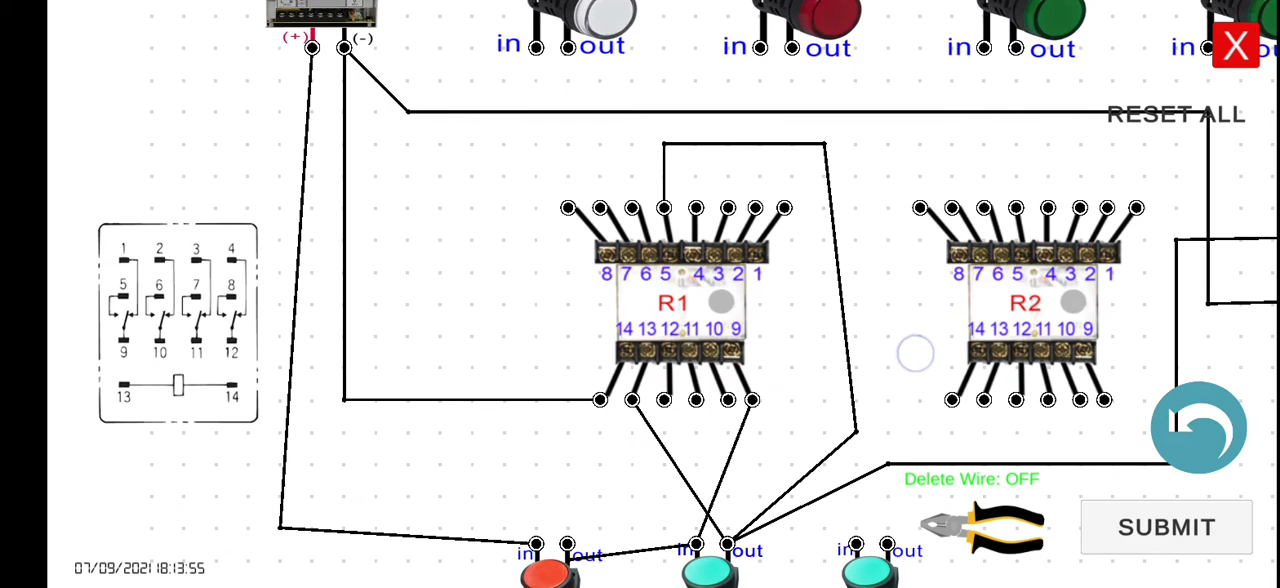 (+) (-)
in out in out in out in ou
X
RESET ALL
1 2 3 4
5 6 7 8
9 10 11 12
13 14
8 7 6 5 4 3 2 1
R1
14 13 12 11 10 9
8 7 6 5 4 3 2 1
R2
14 13 12 11 10 9
Delete Wire: OFF
SUBMIT
in out in out in out
07/09/2021 18:13:55